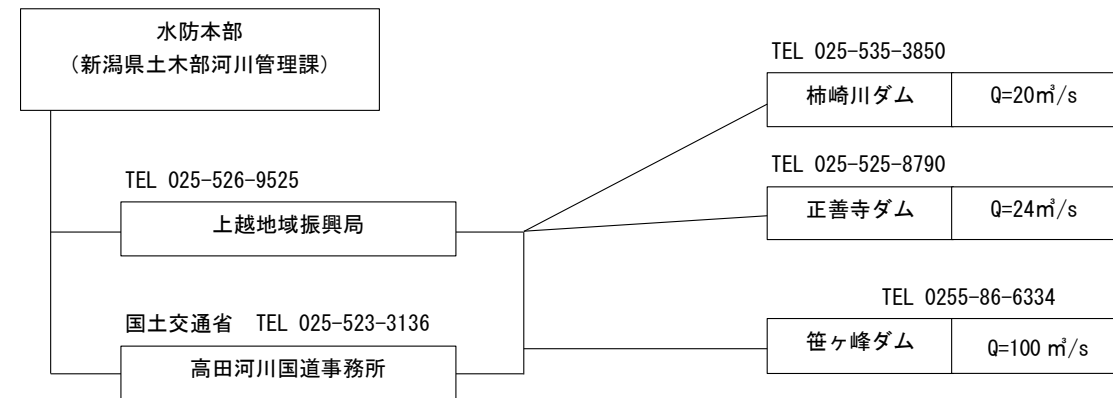 水防本部
（新潟県土木部河川管理課）
TEL 025-535-3850
柿崎川ダム Q=20㎥/s
TEL 025-526-9525
上越地域振興局
TEL 025-525-8790
正善寺ダム Q=24㎥/s
国土交通省　TEL 025-523-3136
高田河川国道事務所
TEL 0255-86-6334
笹ヶ峰ダム Q=100 ㎥/s